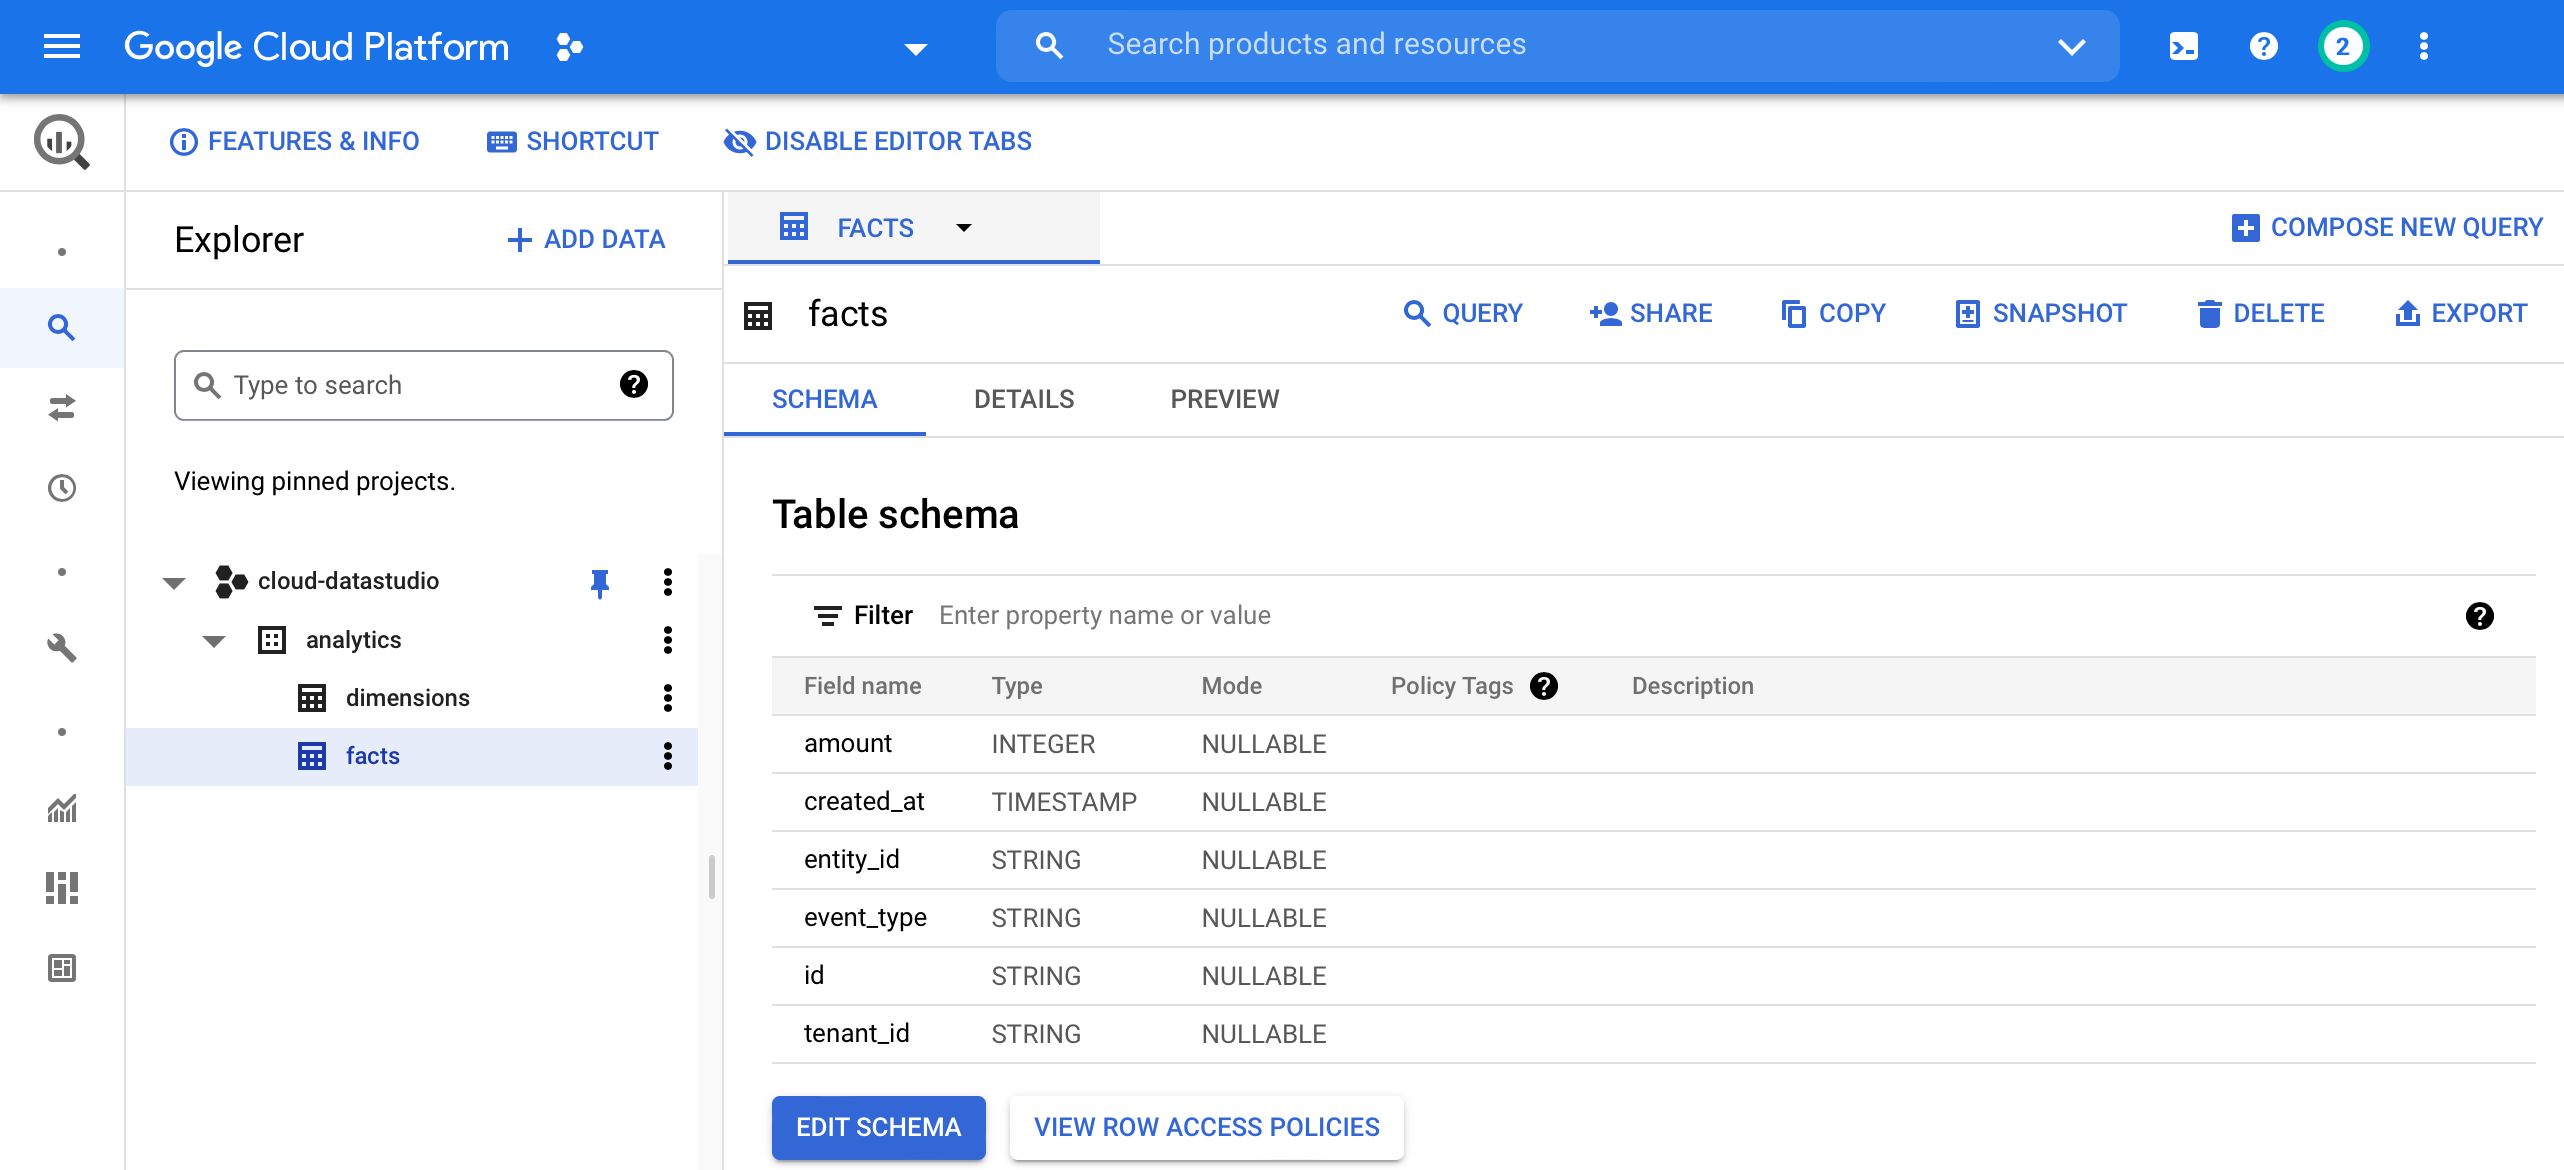 Google Cloud Platform
Search products and resources
2
FEATURES & INFO
SHORTCUT
DISABLE EDITOR TABS
Explorer
ADD DATA
Type to search
Viewing pinned projects.
cloud-datastudio
analytics
dimensions
facts
FACTS
COMPOSE NEW QUERY
facts
QUERY
SHARE
COPY
SNAPSHOT
DELETE
EXPORT
SCHEMA
DETAILS
PREVIEW
Table schema
Filter Enter property name or value
Field name Type Mode Policy Tags Description
amount INTEGER NULLABLE
created_at TIMESTAMP NULLABLE
entity_id STRING NULLABLE
event_type STRING NULLABLE
id STRING NULLABLE
tenant_id STRING NULLABLE
EDIT SCHEMA
VIEW ROW ACCESS POLICIES